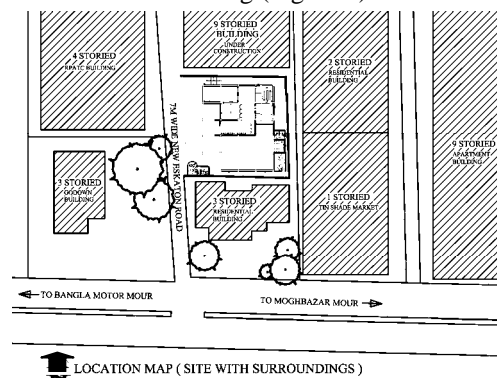 9 STORIED
BUILDING
UNDER
CONSTRUCTION
4 STORIED
BPATC BUILDING
2 STORIED
RESIDENTIAL
BUILDING
9 STORIED
APARTMENT
BUILDING
7M WIDE NEW ESKATON ROAD
3 STORIED
GODOWN
BUILDING
3 STORIED
RESIDENTIAL
BUILDING
1 STORIED
TIN SHADE MARKET
TO BANGLA MOTOR MOUR
TO MOGHBAZAR MOUR
N
LOCATION MAP ( SITE WITH SURROUNDINGS )